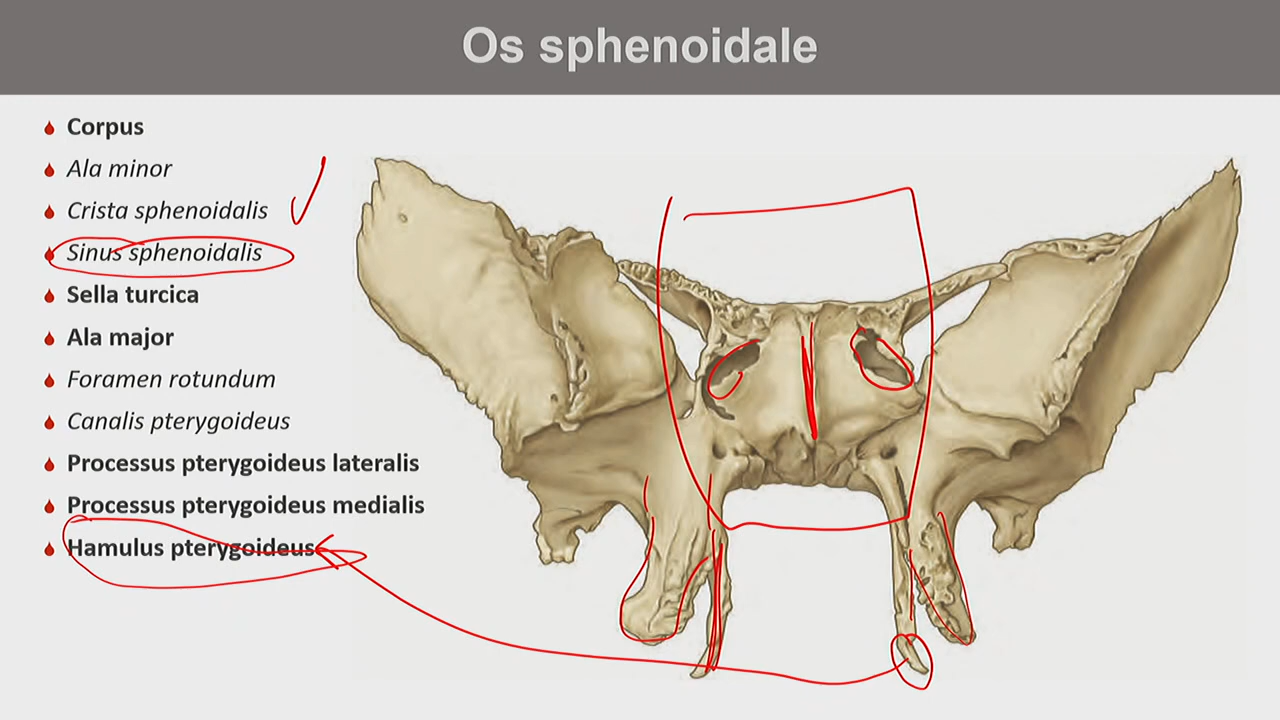 Os sphenoidale
Corpus
Ala minor
Crista sphenoidalis
Sinus sphenoidalis
Sella turcica
Ala major
Foramen rotundum
Canalis pterygoideus
Processus pterygoideus lateralis
Processus pterygoideus medialis
Hamulus pterygoideus